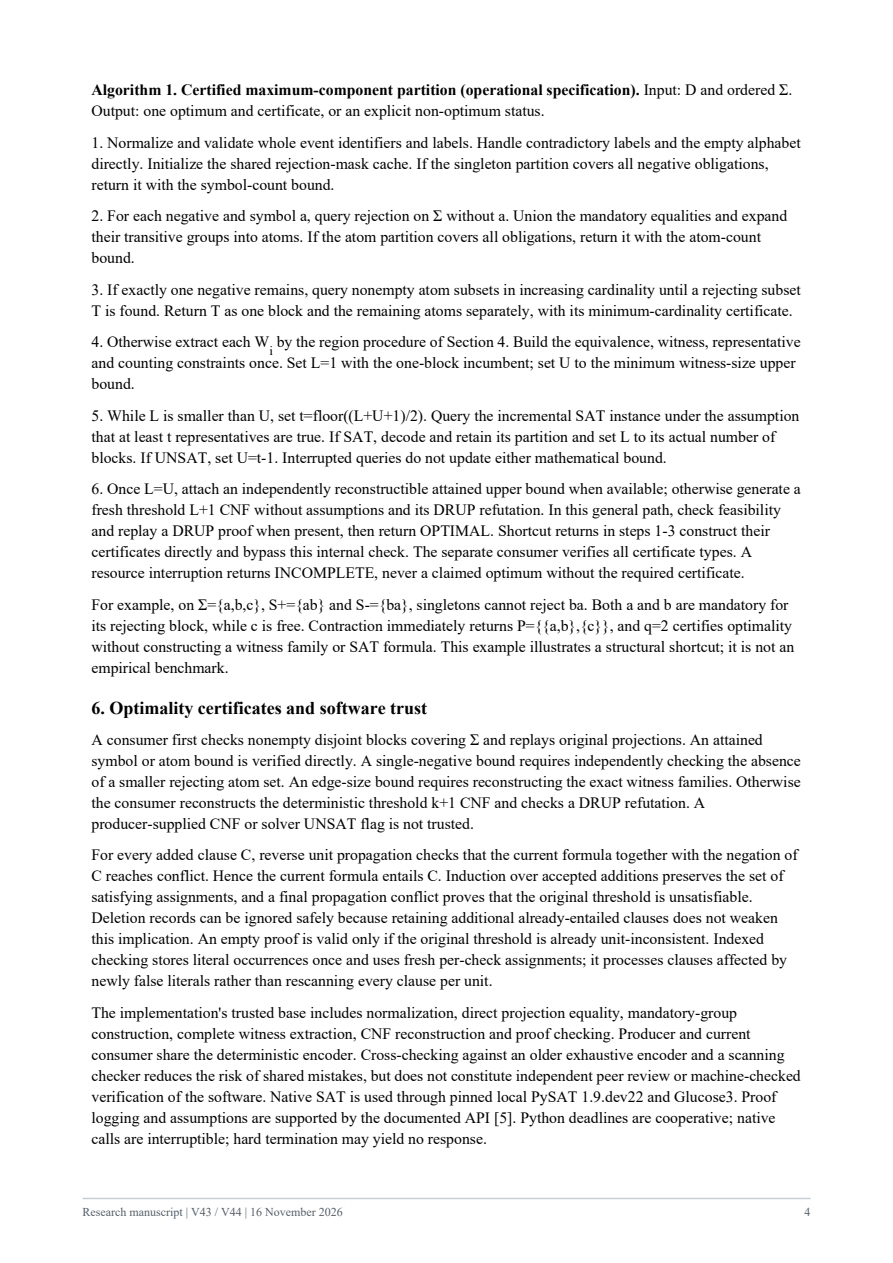 Algorithm 1. Certified maximum-component partition (operational specification). Input: D and ordered Σ.
Output: one optimum and certificate, or an explicit non-optimum status.
1. Normalize and validate whole event identifiers and labels. Handle contradictory labels and the empty alphabet
directly. Initialize the shared rejection-mask cache. If the singleton partition covers all negative obligations,
return it with the symbol-count bound.
2. For each negative and symbol a, query rejection on Σ without a. Union the mandatory equalities and expand
their transitive groups into atoms. If the atom partition covers all obligations, return it with the atom-count
bound.
3. If exactly one negative remains, query nonempty atom subsets in increasing cardinality until a rejecting subset
T is found. Return T as one block and the remaining atoms separately, with its minimum-cardinality certificate.
4. Otherwise extract each W_i by the region procedure of Section 4. Build the equivalence, witness, representative
and counting constraints once. Set L=1 with the one-block incumbent; set U to the minimum witness-size upper
bound.
5. While L is smaller than U, set t=floor((L+U+1)/2). Query the incremental SAT instance under the assumption
that at least t representatives are true. If SAT, decode and retain its partition and set L to its actual number of
blocks. If UNSAT, set U=t-1. Interrupted queries do not update either mathematical bound.
6. Once L=U, attach an independently reconstructible attained upper bound when available; otherwise generate a
fresh threshold L+1 CNF without assumptions and its DRUP refutation. In this general path, check feasibility
and replay a DRUP proof when present, then return OPTIMAL. Shortcut returns in steps 1-3 construct their
certificates directly and bypass this internal check. The separate consumer verifies all certificate types. A
resource interruption returns INCOMPLETE, never a claimed optimum without the required certificate.
For example, on Σ={a,b,c}, S+={ab} and S-={ba}, singletons cannot reject ba. Both a and b are mandatory for
its rejecting block, while c is free. Contraction immediately returns P={{a,b},{c}}, and q=2 certifies optimality
without constructing a witness family or SAT formula. This example illustrates a structural shortcut; it is not an
empirical benchmark.
6. Optimality certificates and software trust
A consumer first checks nonempty disjoint blocks covering Σ and replays original projections. An attained
symbol or atom bound is verified directly. A single-negative bound requires independently checking the absence
of a smaller rejecting atom set. An edge-size bound requires reconstructing the exact witness families. Otherwise
the consumer reconstructs the deterministic threshold k+1 CNF and checks a DRUP refutation. A
producer-supplied CNF or solver UNSAT flag is not trusted.
For every added clause C, reverse unit propagation checks that the current formula together with the negation of
C reaches conflict. Hence the current formula entails C. Induction over accepted additions preserves the set of
satisfying assignments, and a final propagation conflict proves that the original threshold is unsatisfiable.
Deletion records can be ignored safely because retaining additional already-entailed clauses does not weaken
this implication. An empty proof is valid only if the original threshold is already unit-inconsistent. Indexed
checking stores literal occurrences once and uses fresh per-check assignments; it processes clauses affected by
newly false literals rather than rescanning every clause per unit.
The implementation's trusted base includes normalization, direct projection equality, mandatory-group
construction, complete witness extraction, CNF reconstruction and proof checking. Producer and current
consumer share the deterministic encoder. Cross-checking against an older exhaustive encoder and a scanning
checker reduces the risk of shared mistakes, but does not constitute independent peer review or machine-checked
verification of the software. Native SAT is used through pinned local PySAT 1.9.dev22 and Glucose3. Proof
logging and assumptions are supported by the documented API [5]. Python deadlines are cooperative; native
calls are interruptible; hard termination may yield no response.
Research manuscript | V43 / V44 | 16 November 2026
4